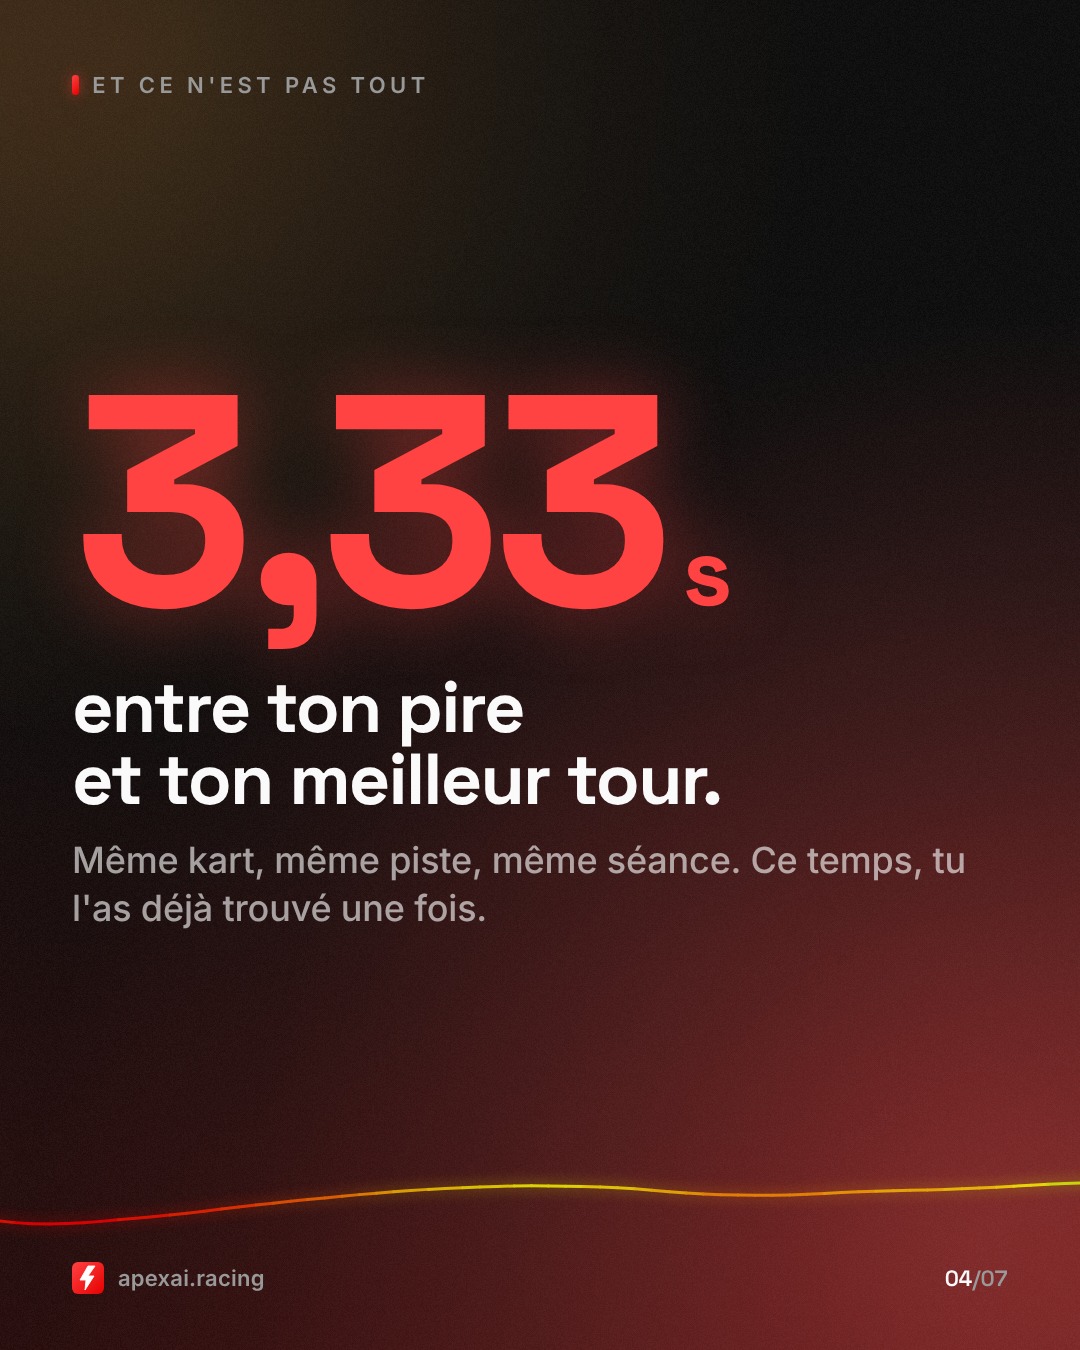 ET CE N'EST PAS TOUT
3,33 s
entre ton pire
et ton meilleur tour.
Même kart, même piste, même séance. Ce temps, tu
l'as déjà trouvé une fois.
apexai.racing
04/07